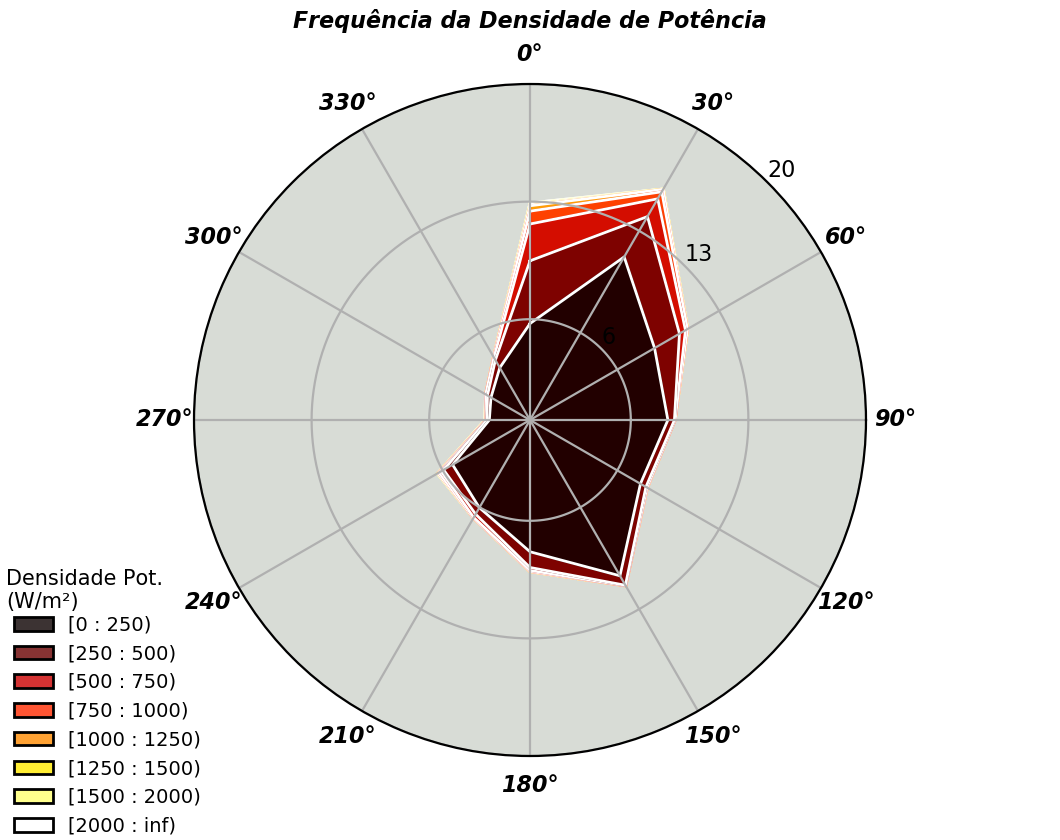 Frequência da Densidade de Potência
0°
330°
30°
20
300°
60°
13
6
270°
90°
240°
120°
210°
150°
180°
Densidade Pot.
(W/m²)
[0 : 250)
[250 : 500)
[500 : 750)
[750 : 1000)
[1000 : 1250)
[1250 : 1500)
[1500 : 2000)
[2000 : inf)